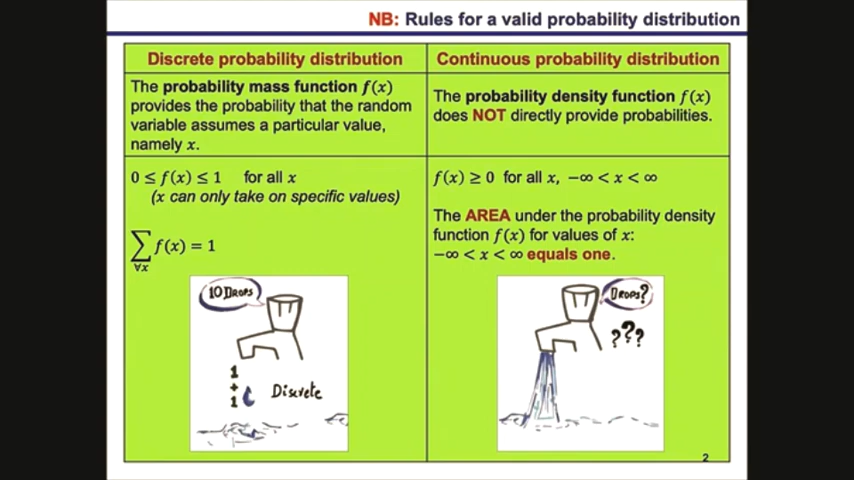 NB: Rules for a valid probability distribution
Discrete probability distribution
The probability mass function f(x)
provides the probability that the random
variable assumes a particular value,
namely x.
0 ≤ f(x) ≤ 1 for all x
(x can only take on specific values)
∑ f(x) = 1
∀x
10 DROPS
1
+
1
Discrete
Continuous probability distribution
The probability density function f(x)
does NOT directly provide probabilities.
f(x) ≥ 0 for all x, −∞ < x < ∞
The AREA under the probability density
function f(x) for values of x:
−∞ < x < ∞ equals one.
DROPS?
???
2